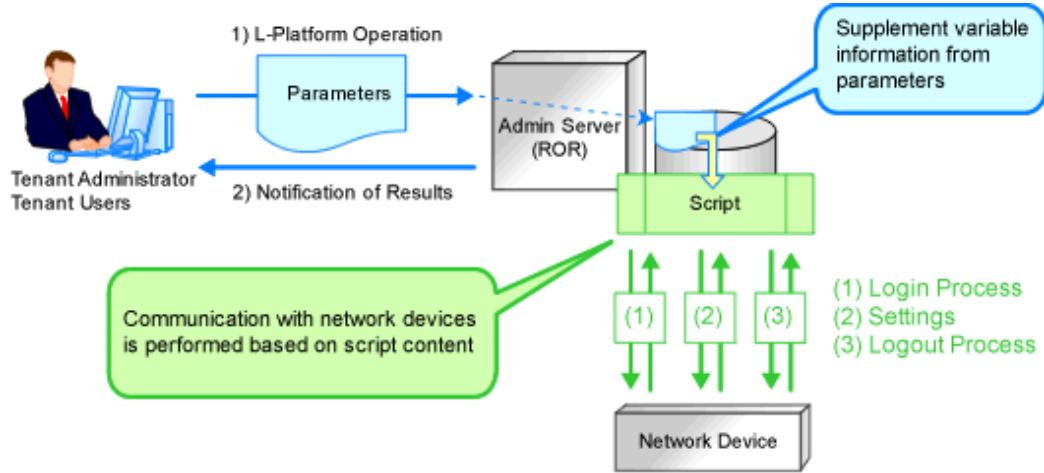 1) L-Platform Operation
Parameters
Supplement variable
information from
parameters
Admin Server
(ROR)
Tenant Administrator
Tenant Users
2) Notification of Results
Script
Communication with network devices
is performed based on script content
(1)
(2)
(3)
(1) Login Process
(2) Settings
(3) Logout Process
Network Device